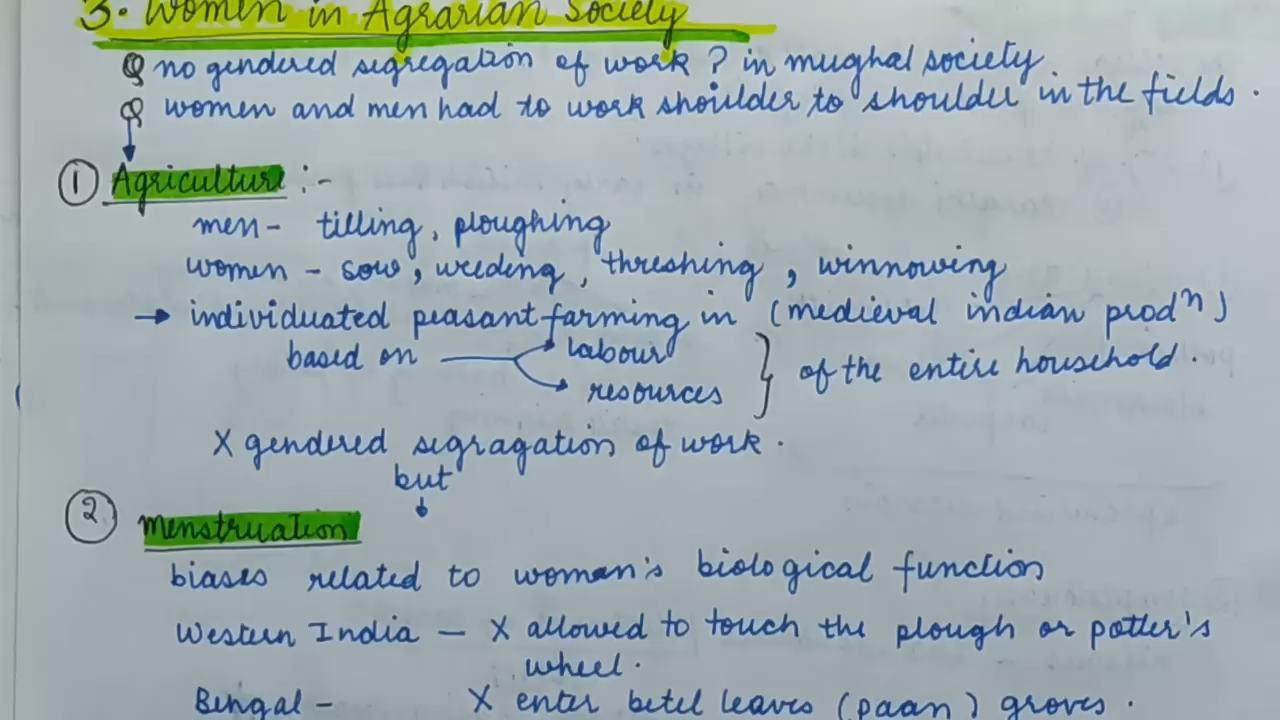 3. Women in Agrarian Society
Q no gendered segregation of work ? in mughal society
Q women and men had to work shoulder to shoulder in the fields.
① Agriculture :-
men - tilling, ploughing
women - sow, weeding, threshing, winnowing
→ individuated peasant farming in (medieval indian prodⁿ)
based on labour
resources } of the entire household.
X gendered segragation of work.
but
② Menstruation
biases related to woman's biological function
Western India - X allowed to touch the plough or potter's
wheel.
Bengal - X enter betel leaves (paan) groves.